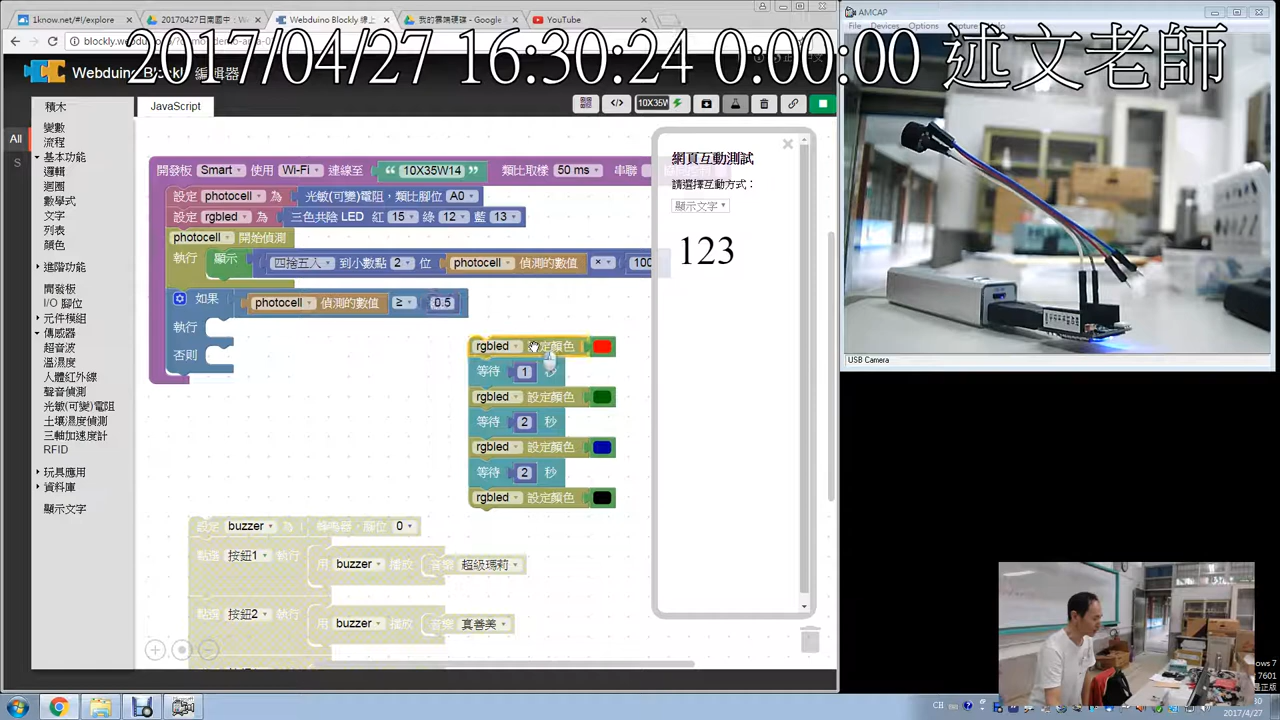 1know.net/#!/explore
20170427日南國中：W
Webduino Blockly 線上
我的雲端硬碟 - Google
YouTube
blockly.webdu
2017/04/27 16:30:24 0:00:00 述文老師
Webduino Blockly 編輯器
JavaScript
10X35W
All
S
積木
變數
流程
基本功能
邏輯
迴圈
數學式
文字
列表
顏色
進階功能
開發板
I/O 腳位
元件模組
傳感器
超音波
溫濕度
人體紅外線
聲音偵測
光敏(可變)電阻
土壤濕度偵測
三軸加速度計
RFID
玩具應用
資料庫
顯示文字
開發板 Smart 使用 Wi-Fi 連線至 “ 10X35W14 ” 類比取樣 50 ms 串聯
設定 photocell 為 光敏(可變)電阻，類比腳位 A0
設定 rgbled 為 三色共陰 LED 紅 15 綠 12 藍 13
photocell 開始偵測
執行 顯示 四捨五入 到小數點 2 位 photocell 偵測的數值 × 100
如果 photocell 偵測的數值 ≥ 0.5
執行
否則
rgbled 設定顏色
等待 1 秒
rgbled 設定顏色
等待 2 秒
rgbled 設定顏色
等待 2 秒
rgbled 設定顏色
設定 buzzer 為 蜂鳴器，腳位 0
點選 按鈕1 執行 用 buzzer 播放 音樂 超級瑪莉
點選 按鈕2 執行 用 buzzer 播放 音樂 真善美
網頁互動測試
請選擇互動方式：
顯示文字
123
AMCAP
File Devices Options Capture Help
USB Camera
CH
2017/4/27